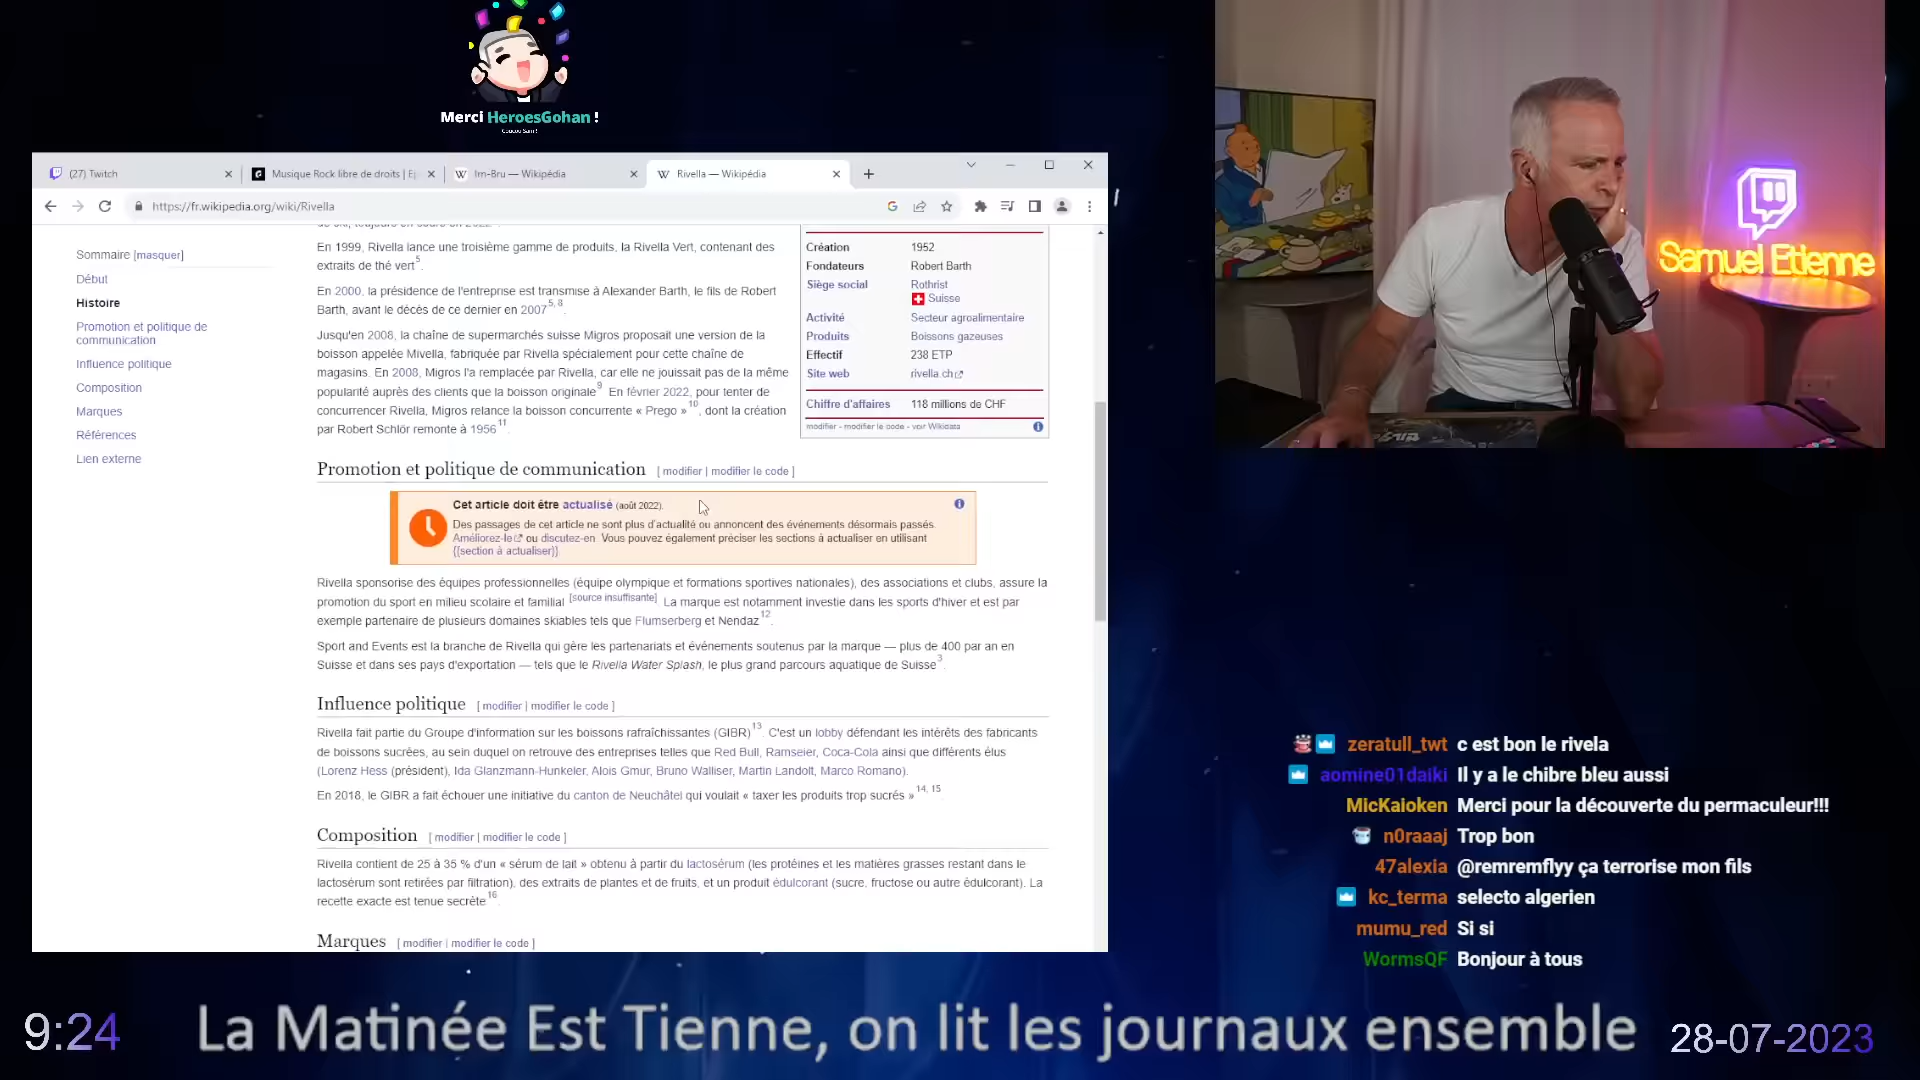 Merci HeroesGohan !
Coucou Sam !
(27) Twitch
Musique Rock libre de droits | Ep
Irn-Bru — Wikipédia
Rivella — Wikipédia
https://fr.wikipedia.org/wiki/Rivella
Sommaire [masquer]
Début
Histoire
Promotion et politique de
communication
Influence politique
Composition
Marques
Références
Lien externe
En 1999, Rivella lance une troisième gamme de produits, la Rivella Vert, contenant des
extraits de thé vert5.
En 2000, la présidence de l'entreprise est transmise à Alexander Barth, le fils de Robert
Barth, avant le décès de ce dernier en 20075, 8.
Jusqu'en 2008, la chaîne de supermarchés suisse Migros proposait une version de la
boisson appelée Mivella, fabriquée par Rivella spécialement pour cette chaîne de
magasins. En 2008, Migros l'a remplacée par Rivella, car elle ne jouissait pas de la même
popularité auprès des clients que la boisson originale9 En février 2022, pour tenter de
concurrencer Rivella, Migros relance la boisson concurrente « Prego »10, dont la création
par Robert Schlör remonte à 195611.
Création 1952
Fondateurs Robert Barth
Siège social Rothrist
Suisse
Activité Secteur agroalimentaire
Produits Boissons gazeuses
Effectif 238 ETP
Site web rivella.ch
Chiffre d'affaires 118 millions de CHF
modifier - modifier le code - voir Wikidata
Promotion et politique de communication [ modifier | modifier le code ]
Cet article doit être actualisé (août 2022).
Des passages de cet article ne sont plus d'actualité ou annoncent des événements désormais passés.
Améliorez-le ou discutez-en. Vous pouvez également préciser les sections à actualiser en utilisant
{{section à actualiser}}.
Rivella sponsorise des équipes professionnelles (équipe olympique et formations sportives nationales), des associations et clubs, assure la
promotion du sport en milieu scolaire et familial [source insuffisante]. La marque est notamment investie dans les sports d'hiver et est par
exemple partenaire de plusieurs domaines skiables tels que Flumserberg et Nendaz12.
Sport and Events est la branche de Rivella qui gère les partenariats et événements soutenus par la marque — plus de 400 par an en
Suisse et dans ses pays d'exportation — tels que le Rivella Water Splash, le plus grand parcours aquatique de Suisse3.
Influence politique [ modifier | modifier le code ]
Rivella fait partie du Groupe d'information sur les boissons rafraîchissantes (GIBR)13. C'est un lobby défendant les intérêts des fabricants
de boissons sucrées, au sein duquel on retrouve des entreprises telles que Red Bull, Ramseier, Coca-Cola ainsi que différents élus
(Lorenz Hess (président), Ida Glanzmann-Hunkeler, Alois Gmur, Bruno Walliser, Martin Landolt, Marco Romano).
En 2018, le GIBR a fait échouer une initiative du canton de Neuchâtel qui voulait « taxer les produits trop sucrés »14, 15
Composition [ modifier | modifier le code ]
Rivella contient de 25 à 35 % d'un « sérum de lait » obtenu à partir du lactosérum (les protéines et les matières grasses restant dans le
lactosérum sont retirées par filtration), des extraits de plantes et de fruits, et un produit édulcorant (sucre, fructose ou autre édulcorant). La
recette exacte est tenue secrète16.
Marques [ modifier | modifier le code ]
Samuel Etienne
zeratull_twt c est bon le rivela
aomine01daiki Il y a le chibre bleu aussi
MicKaioken Merci pour la découverte du permaculeur!!!
n0raaaj Trop bon
47alexia @remremflyy ça terrorise mon fils
kc_terma selecto algerien
mumu_red Si si
WormsQF Bonjour à tous
9:24
La Matinée Est Tienne, on lit les journaux ensemble
28-07-2023